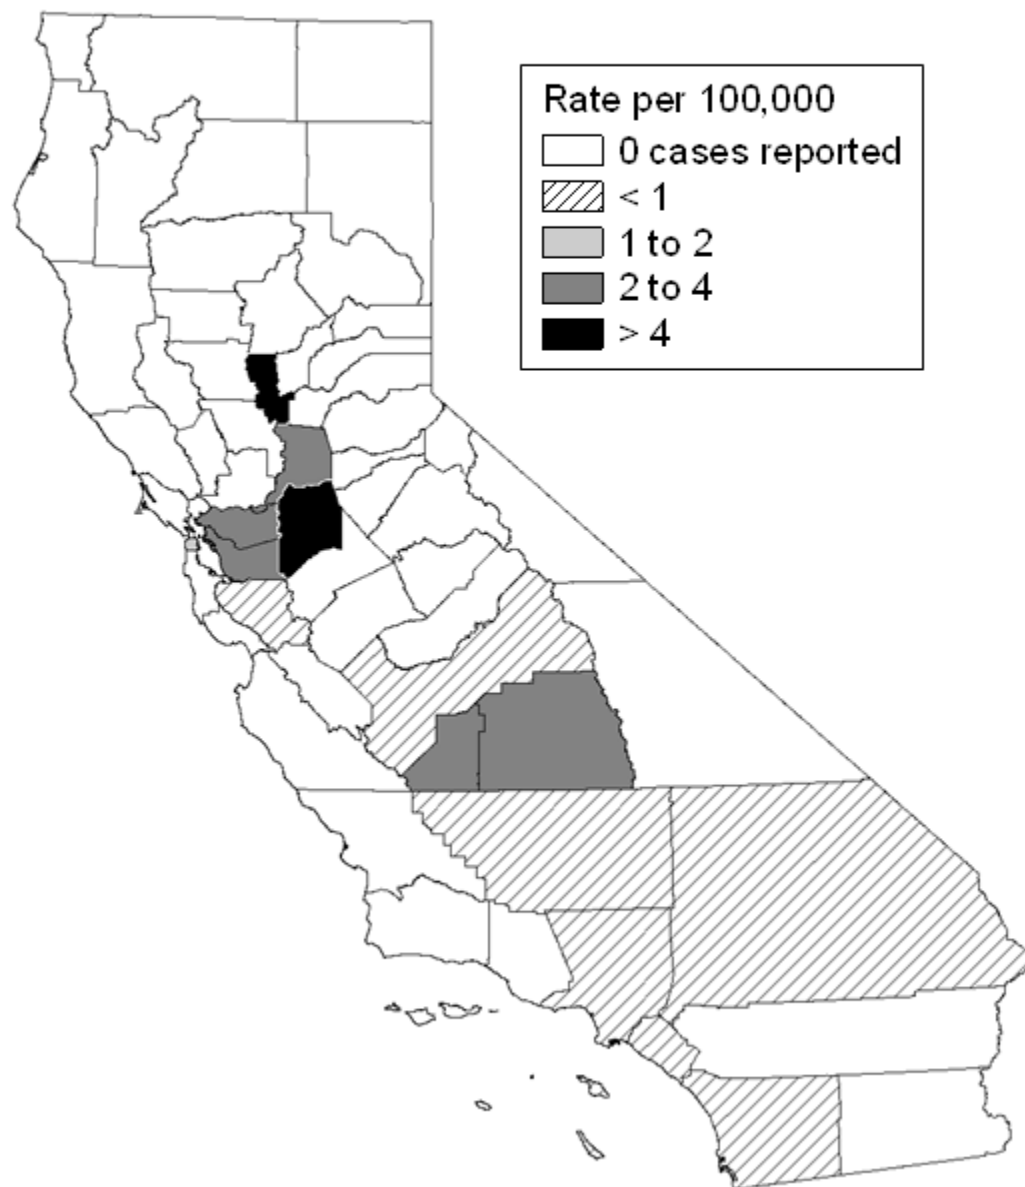 Rate per 100,000
0 cases reported
< 1
1 to 2
2 to 4
> 4